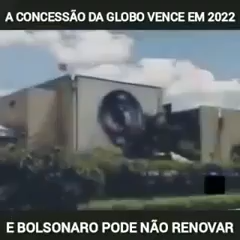 A CONCESSÃO DA GLOBO VENCE EM 2022
E BOLSONARO PODE NÃO RENOVAR